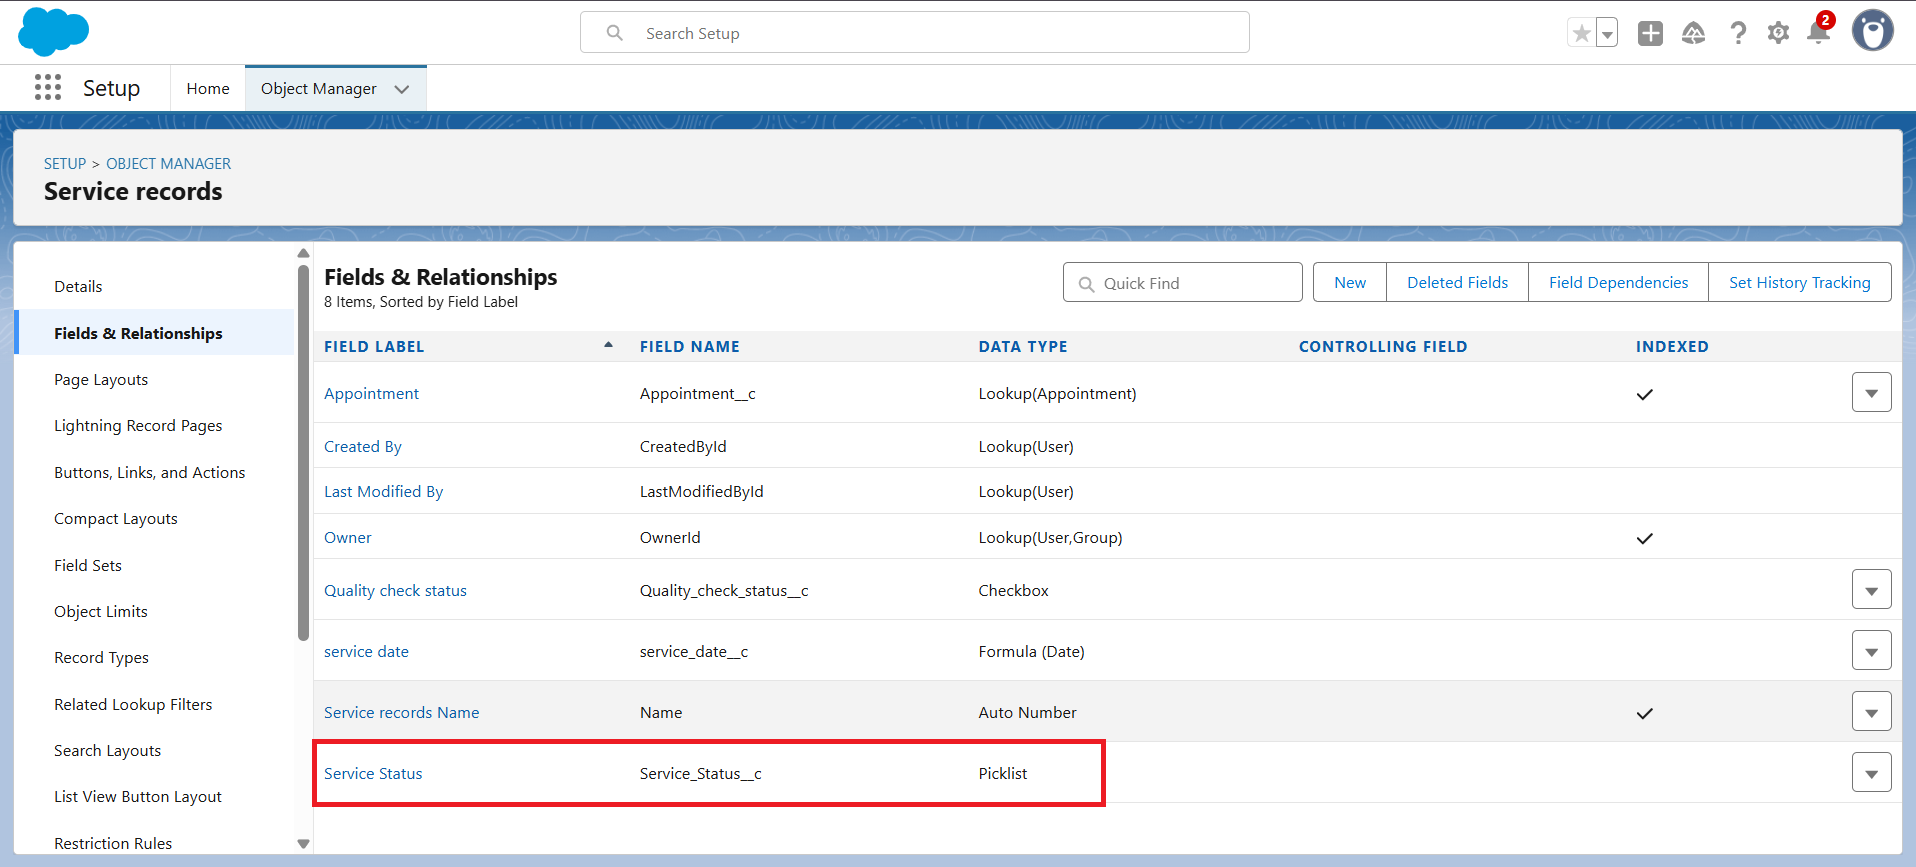 Search Setup
2
Setup
Home
Object Manager
SETUP > OBJECT MANAGER
Service records
Details
Fields & Relationships
Page Layouts
Lightning Record Pages
Buttons, Links, and Actions
Compact Layouts
Field Sets
Object Limits
Record Types
Related Lookup Filters
Search Layouts
List View Button Layout
Restriction Rules
Fields & Relationships
8 Items, Sorted by Field Label
Quick Find
New
Deleted Fields
Field Dependencies
Set History Tracking
FIELD LABEL FIELD NAME DATA TYPE CONTROLLING FIELD INDEXED
Appointment Appointment__c Lookup(Appointment)
Created By CreatedById Lookup(User)
Last Modified By LastModifiedById Lookup(User)
Owner OwnerId Lookup(User,Group)
Quality check status Quality_check_status__c Checkbox
service date service_date__c Formula (Date)
Service records Name Name Auto Number
Service Status Service_Status__c Picklist